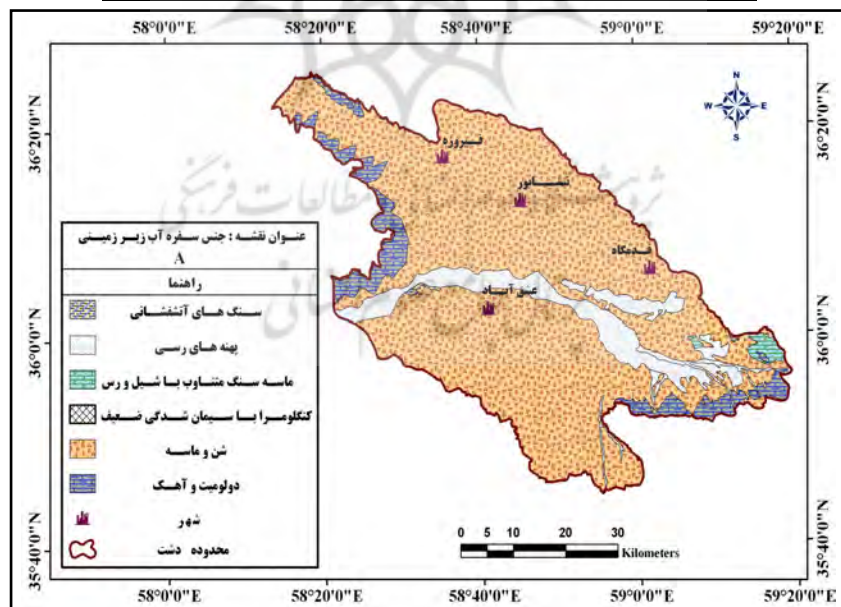 58°0'0"E 58°20'0"E 58°40'0"E 59°0'0"E 59°20'0"E
36°20'0"N 36°20'0"N
36°0'0"N 36°0'0"N
35°40'0"N 35°40'0"N
N
W E
S
فیروزه
نیشابور
قدمگاه
عشق آباد
عنوان نقشه : جنس سفره آب زیر زمینی
A
راهنما
سنگ های آتشفشانی
پهنه های رسی
ماسه سنگ متناوب با شیل و رس
کنگلومرا با سیمان شدگی ضعیف
شن و ماسه
دولومیت و آهک
شهر
محدوده دشت
0 5 10 20 30
Kilometers
58°0'0"E 58°20'0"E 58°40'0"E 59°0'0"E 59°20'0"E